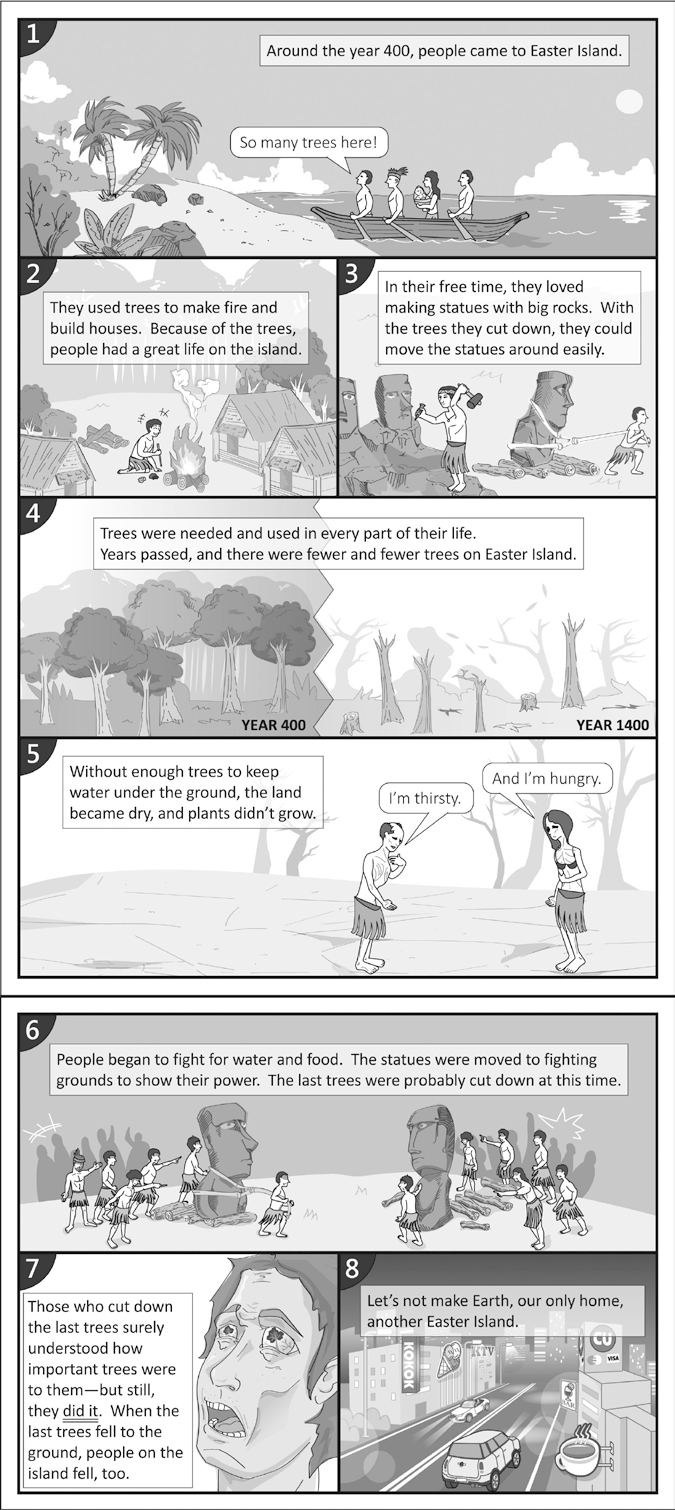 1
Around the year 400, people came to Easter Island.
So many trees here!
2
They used trees to make fire and
build houses. Because of the trees,
people had a great life on the island.
3
In their free time, they loved
making statues with big rocks. With
the trees they cut down, they could
move the statues around easily.
4
Trees were needed and used in every part of their life.
Years passed, and there were fewer and fewer trees on Easter Island.
YEAR 400
YEAR 1400
5
Without enough trees to keep
water under the ground, the land
became dry, and plants didn’t grow.
I’m thirsty.
And I’m hungry.
6
People began to fight for water and food. The statues were moved to fighting
grounds to show their power. The last trees were probably cut down at this time.
7
Those who cut down
the last trees surely
understood how
important trees were
to them—but still,
they did it. When the
last trees fell to the
ground, people on the
island fell, too.
8
Let’s not make Earth, our only home,
another Easter Island.
KOKOK
KTV
CU
VISA
BAR